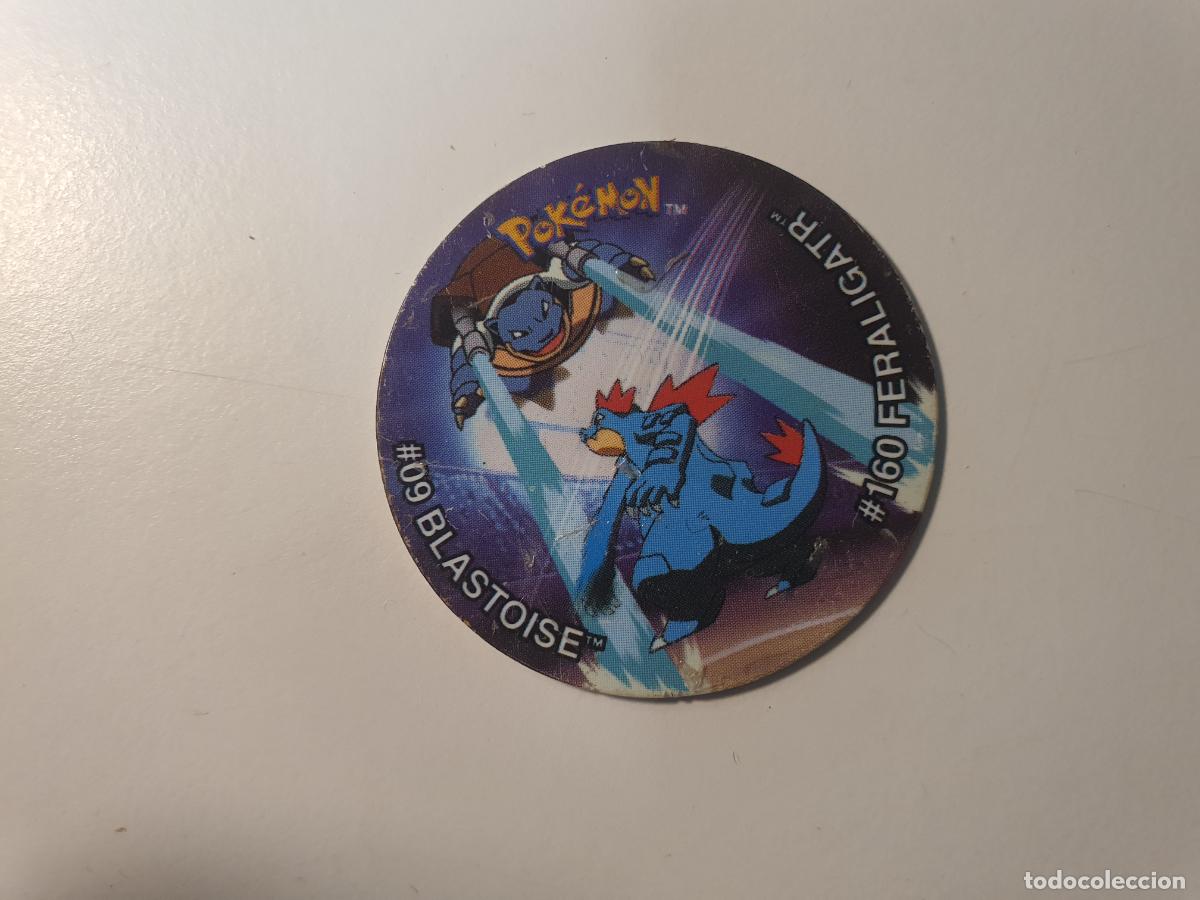 POKéMON™
#160 FERALIGATR™
#09 BLASTOISE™
todocoleccion